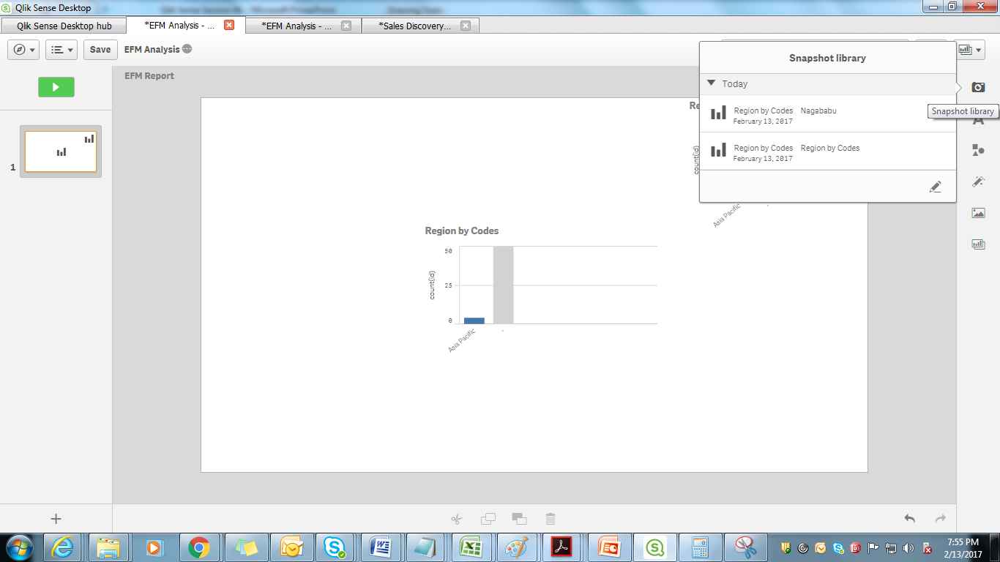 Qlik Sense Desktop
Qlik Sense Desktop hub
*EFM Analysis - ...
*EFM Analysis - ...
*Sales Discovery...
Save
EFM Analysis
EFM Report
Snapshot library
Today
Region by Codes Nagababu
February 13, 2017
Region by Codes Region by Codes
February 13, 2017
Snapshot library
A
Re
count(id)
Asia Pacific
-
1
Region by Codes
50
25
0
count(id)
Asia Pacific
-
7:55 PM
2/13/2017